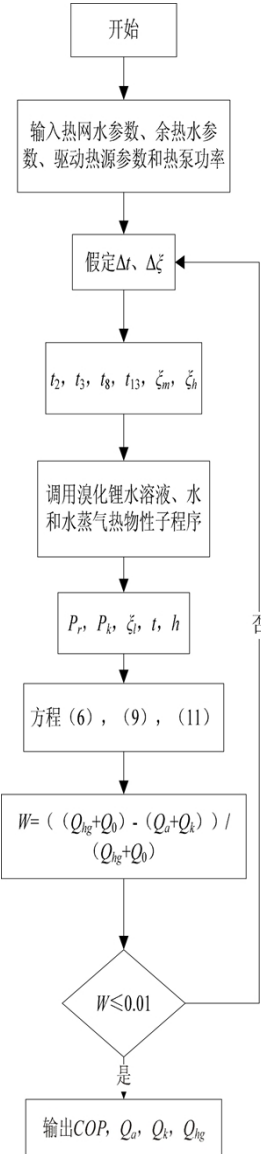 开始
输入热网水参数、余热水参
数、驱动热源参数和热泵功率
假定Δt、Δξ
t₂，t₃，t₈，t₁₃，ξₘ，ξₕ
调用溴化锂水溶液、水
和水蒸气热物性子程序
Pᵣ，Pₖ，ξₗ，t，h
方程（6），（9），（11）
W=（（Q_hg+Q₀）-（Qₐ+Qₖ））/
（Q_hg+Q₀）
W≤0.01
否
是
输出COP，Qₐ，Qₖ，Q_hg